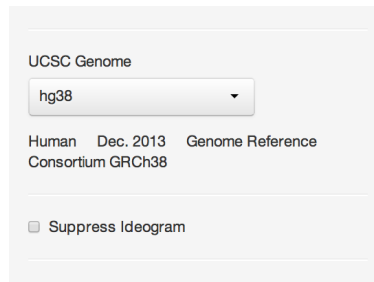 UCSC Genome
hg38
Human Dec. 2013 Genome Reference
Consortium GRCh38
Suppress Ideogram